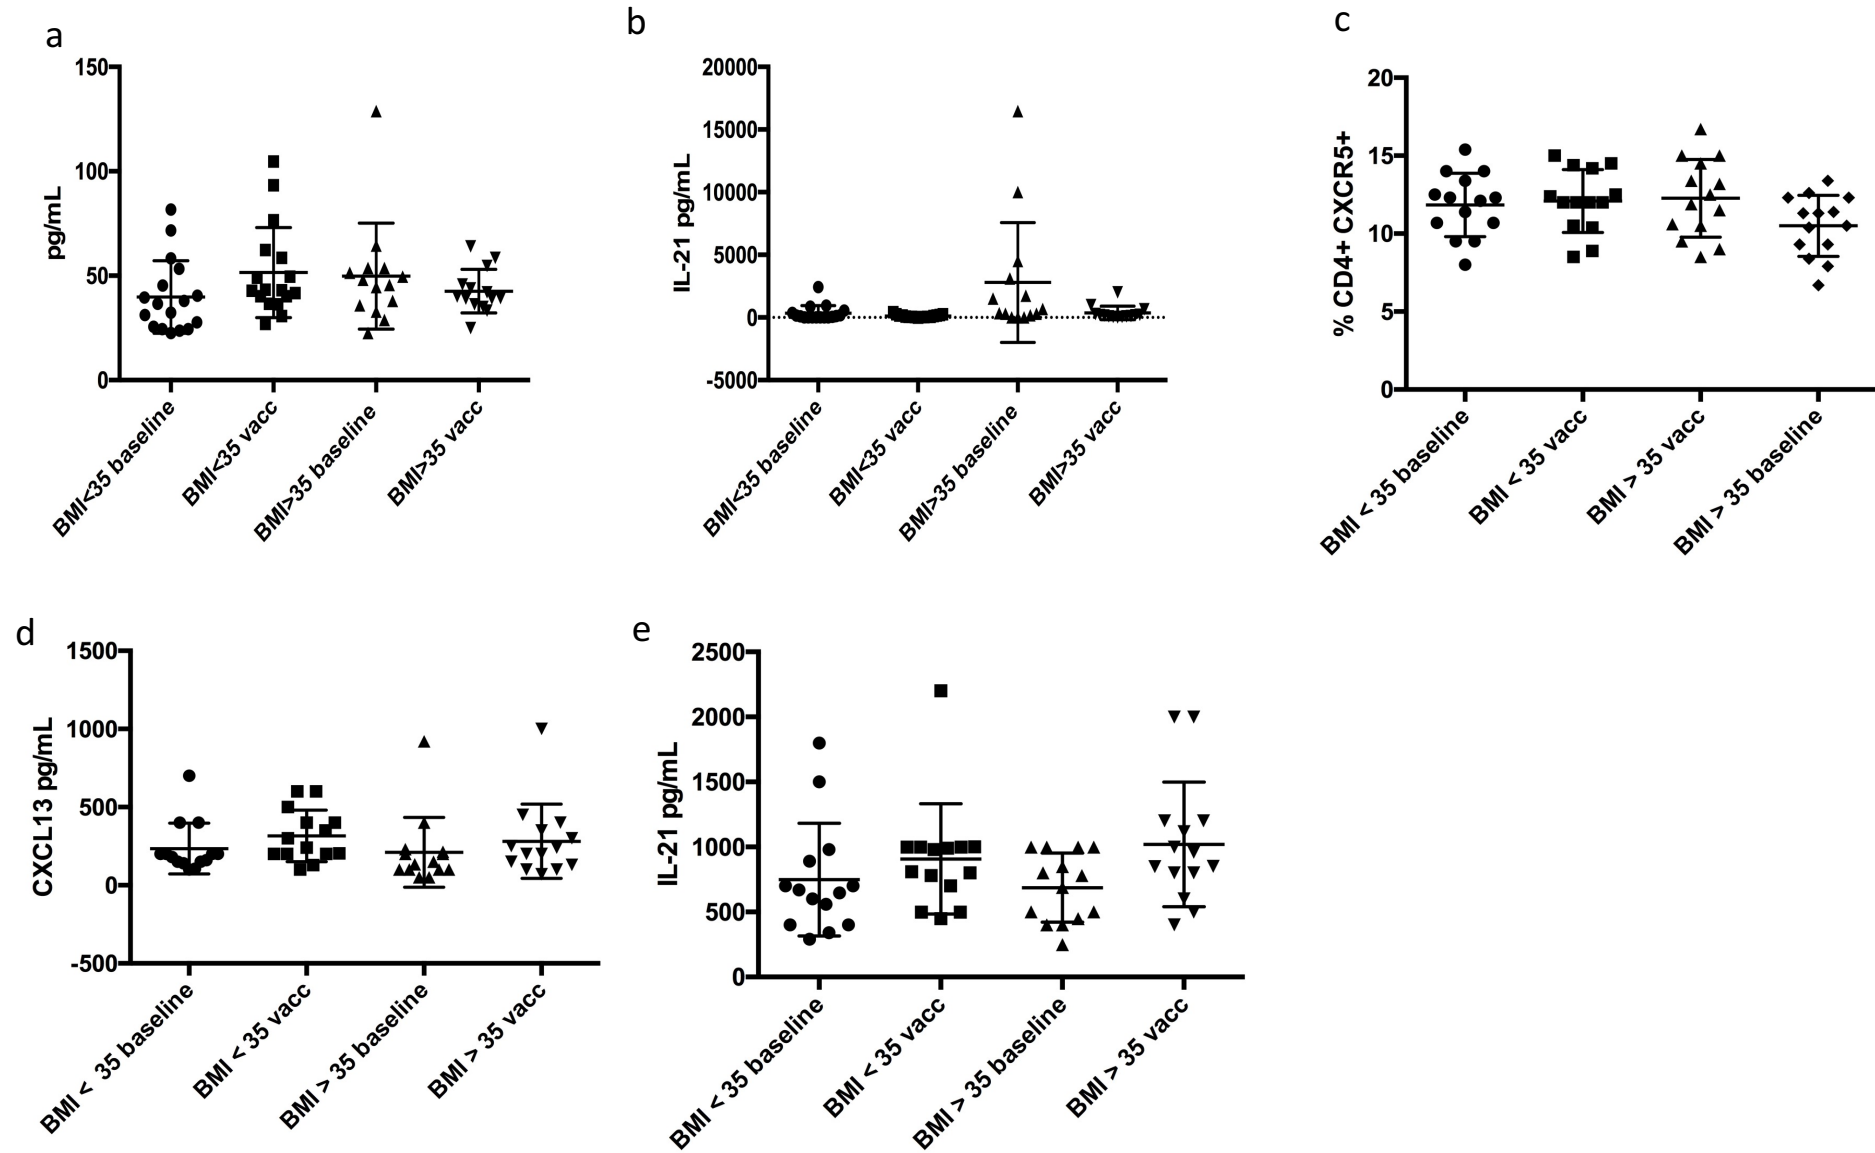 a
150
100
50
0
pg/mL
BMI<35 baseline
BMI<35 vacc
BMI>35 baseline
BMI>35 vacc
b
20000
15000
10000
5000
0
-5000
IL-21 pg/mL
BMI<35 baseline
BMI<35 vacc
BMI>35 baseline
BMI>35 vacc
c
20
15
10
5
0
% CD4+ CXCR5+
BMI < 35 baseline
BMI < 35 vacc
BMI > 35 vacc
BMI > 35 baseline
d
1500
1000
500
0
-500
CXCL13 pg/mL
BMI < 35 baseline
BMI < 35 vacc
BMI > 35 baseline
BMI > 35 vacc
e
2500
2000
1500
1000
500
0
IL-21 pg/mL
BMI < 35 baseline
BMI < 35 vacc
BMI > 35 baseline
BMI > 35 vacc